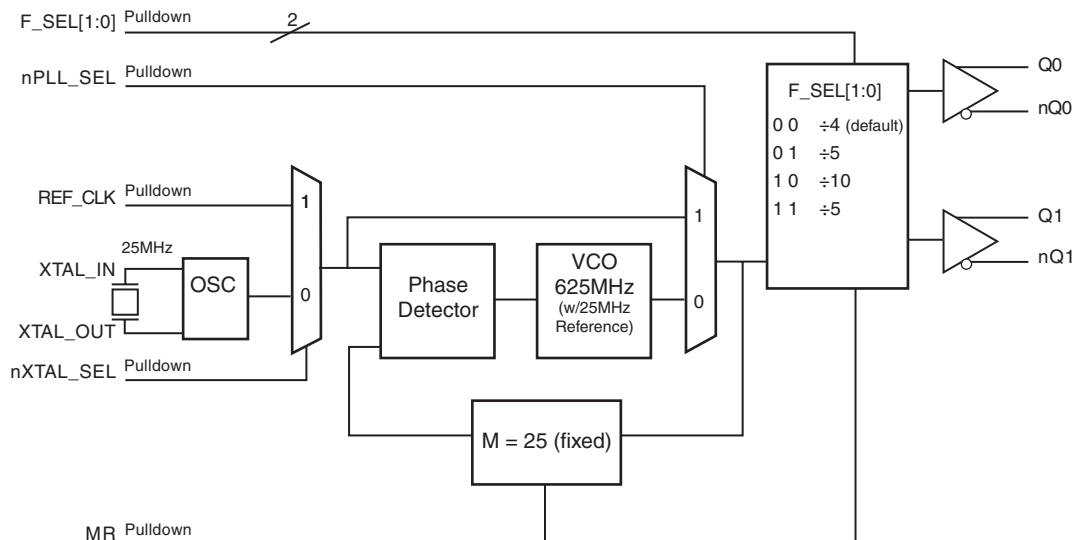 F_SEL[1:0] Pulldown
2
nPLL_SEL Pulldown
REF_CLK Pulldown
25MHz
XTAL_IN
OSC
XTAL_OUT
nXTAL_SEL Pulldown
1
0
Phase
Detector
VCO
625MHz
(w/25MHz
Reference)
1
0
M = 25 (fixed)
F_SEL[1:0]
0 0 ÷4 (default)
0 1 ÷5
1 0 ÷10
1 1 ÷5
Q0
nQ0
Q1
nQ1
MR Pulldown